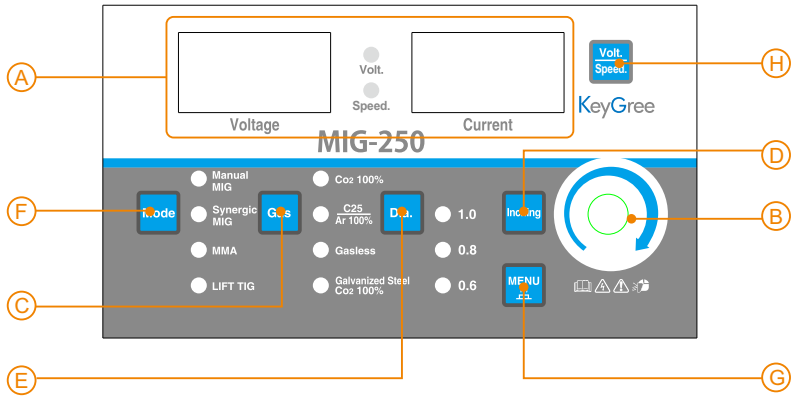 A
Volt.
Speed.
Voltage
Current
MIG-250
Volt.
Speed.
H
KeyGree
D
F
Mode
Manual
MIG
Synergic
MIG
MMA
LIFT TIG
Gas
Co2 100%
C25
Ar 100%
Gasless
Galvanized Steel
Co2 100%
Dia.
1.0
0.8
0.6
Inching
MENU
B
C
E
G